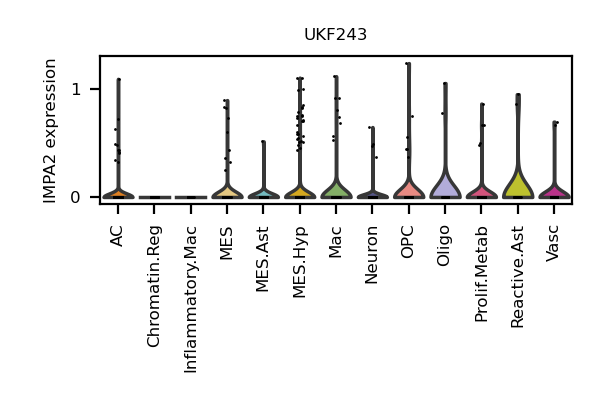 UKF243
IMPA2 expression
1
0
AC
Chromatin.Reg
Inflammatory.Mac
MES
MES.Ast
MES.Hyp
Mac
Neuron
OPC
Oligo
Prolif.Metab
Reactive.Ast
Vasc